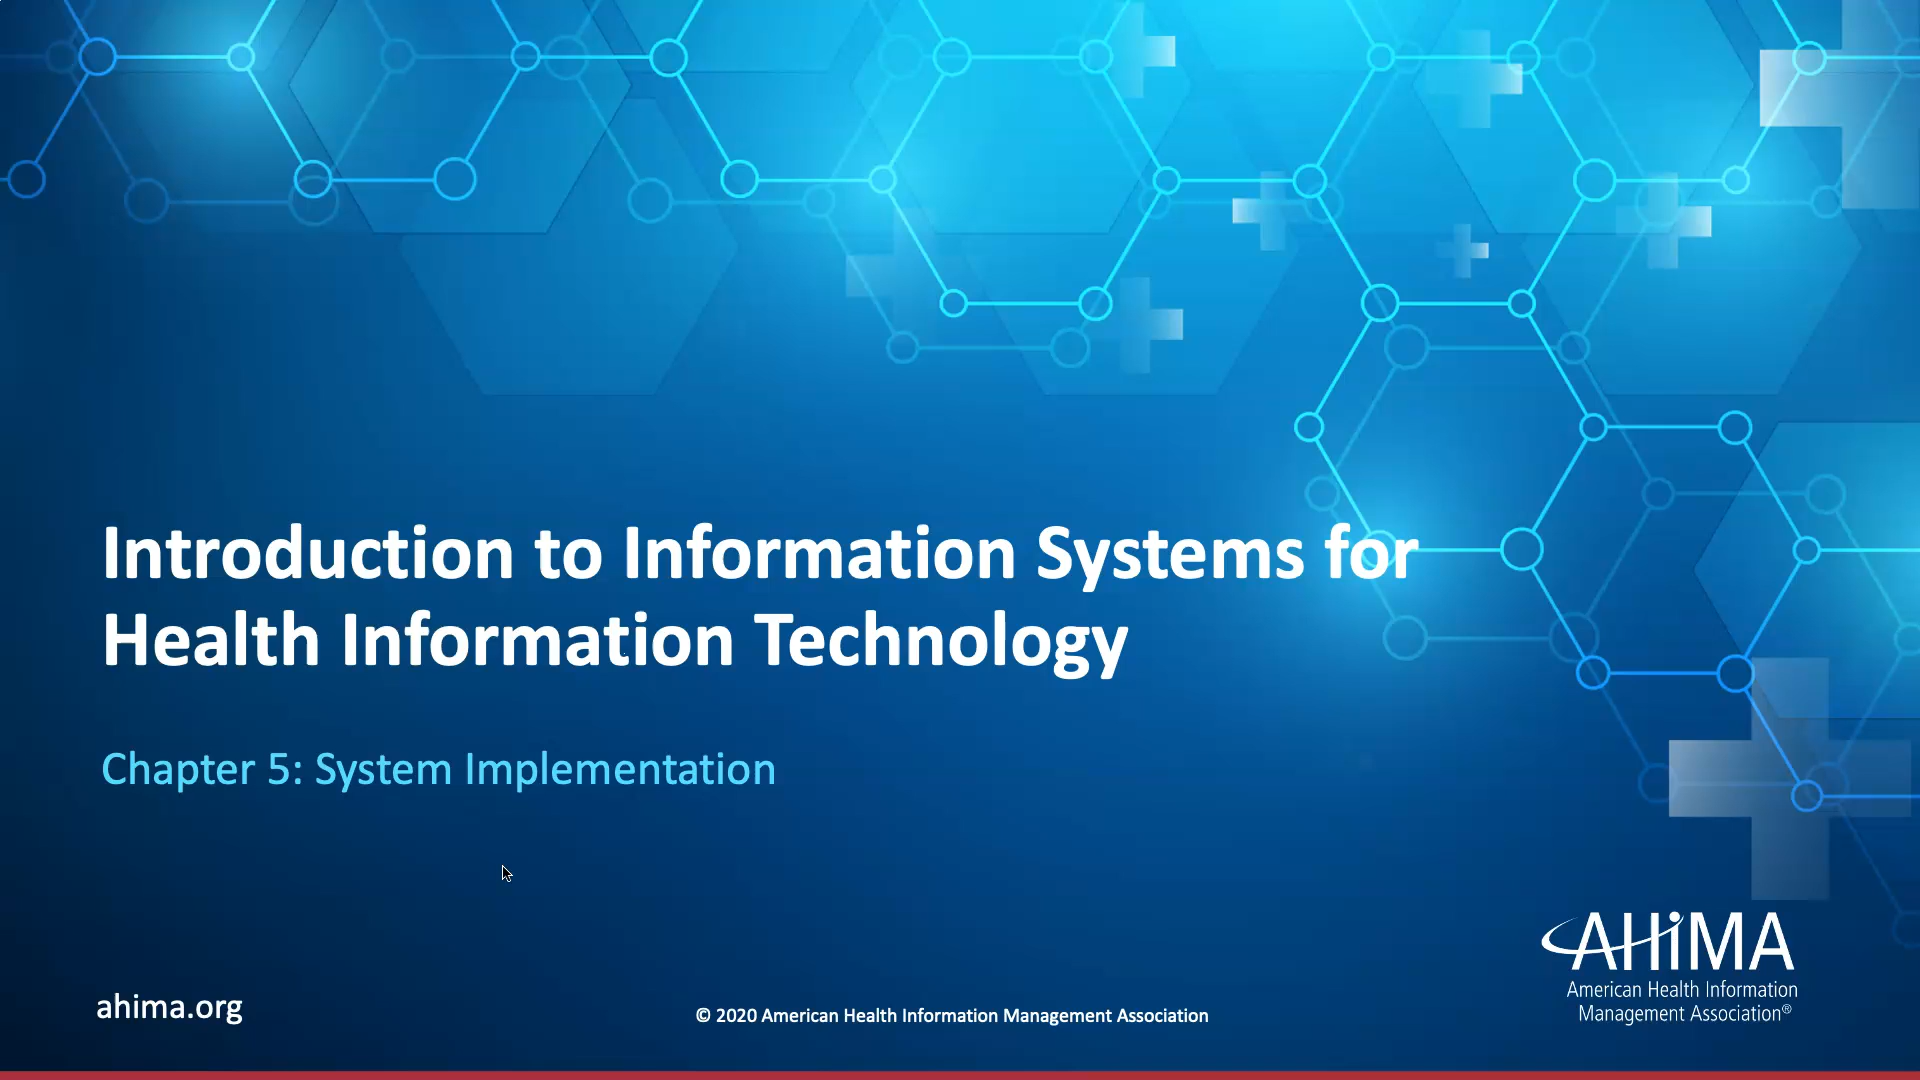 Introduction to Information Systems for
Health Information Technology
Chapter 5: System Implementation
ahima.org
© 2020 American Health Information Management Association
AHiMA
American Health Information
Management Association®